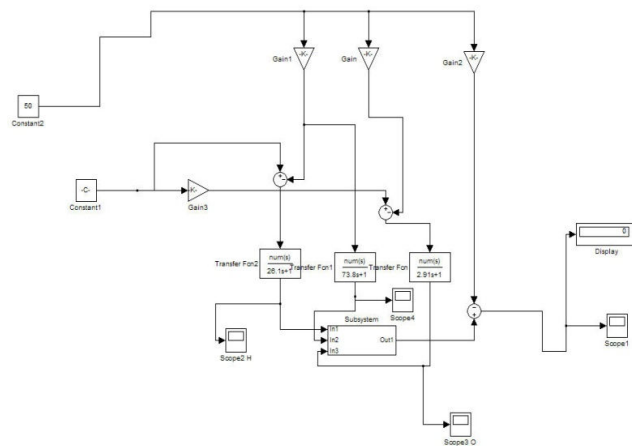 -K-
-K-
-K-
Gain1
Gain
Gain2
50
Constant2
-C-
Constant1
-K-
Gain3
0
Display
Transfer Fcn2
num(s)
26.1s+1
Transfer Fcn1
num(s)
73.8s+1
Transfer Fcn
num(s)
2.91s+1
Scope4
Subsystem
In1
In2
In3
Out1
Scope2 H
Scope1
Scope3 O